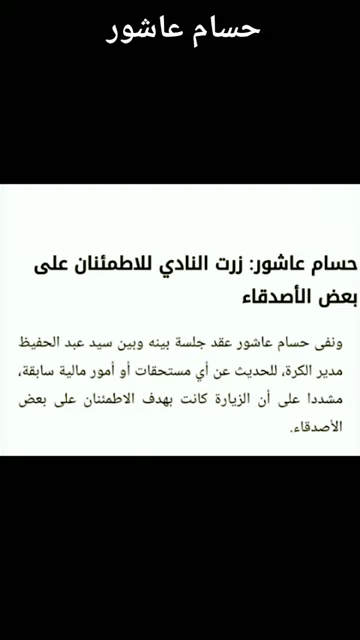 حسام عاشور
حسام عاشور: زرت النادي للاطمئنان على
بعض الأصدقاء
ونفى حسام عاشور عقد جلسة بينه وبين سيد عبد الحفيظ
مدير الكرة، للحديث عن أي مستحقات أو أمور مالية سابقة،
مشددا على أن الزيارة كانت بهدف الاطمئنان على بعض
الأصدقاء.